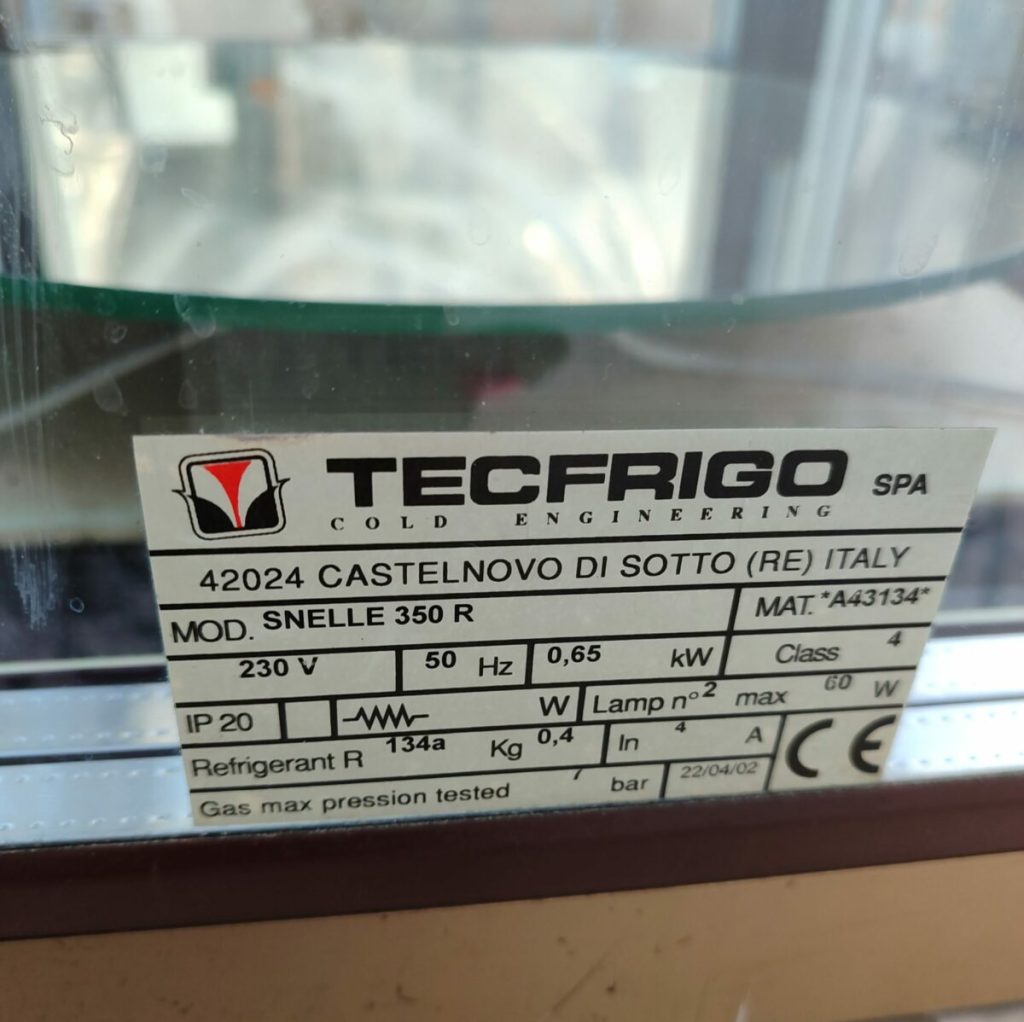 TECFRIGO SPA
COLD ENGINEERING
42024 CASTELNOVO DI SOTTO (RE) ITALY
MOD. SNELLE 350 R MAT. *A43134*
230 V 50 Hz 0,65 kW Class 4
IP 20 W Lamp n° 2 max 60 W
Refrigerant R 134a Kg 0,4 In 4 A CE
Gas max pression tested bar 22/04/02